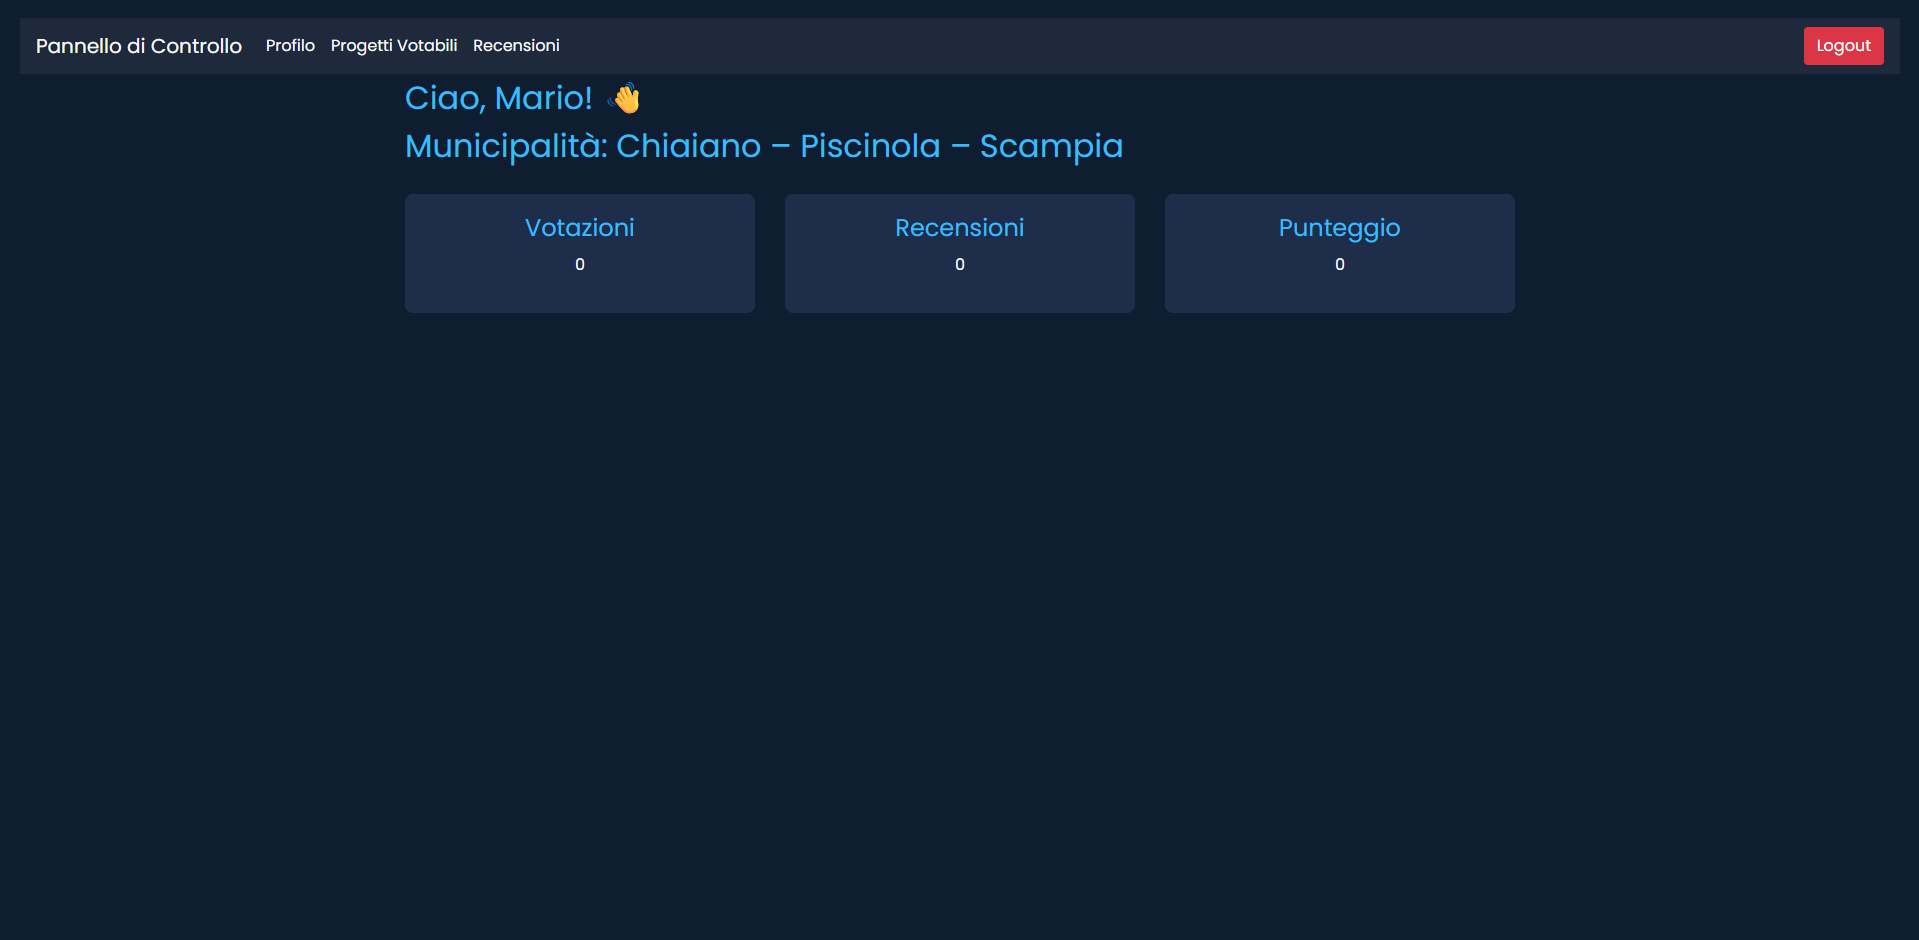 Pannello di Controllo Profilo Progetti Votabili Recensioni Logout
Ciao, Mario! 👋
Municipalità: Chiaiano – Piscinola – Scampia
Votazioni Recensioni Punteggio
0 0 0